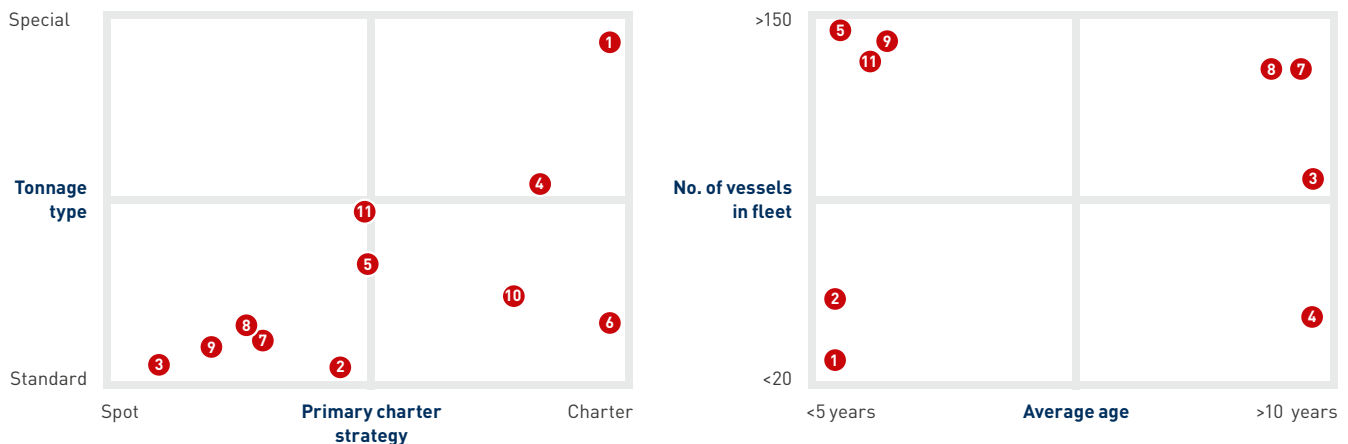 Special
1
4
Tonnage
type
11
5
10
8
6
7
9
3
2
Standard
Spot
Primary charter
strategy
Charter
>150
5
9
11
8
7
3
No. of vessels
in fleet
2
4
1
<20
<5 years
Average age
>10 years